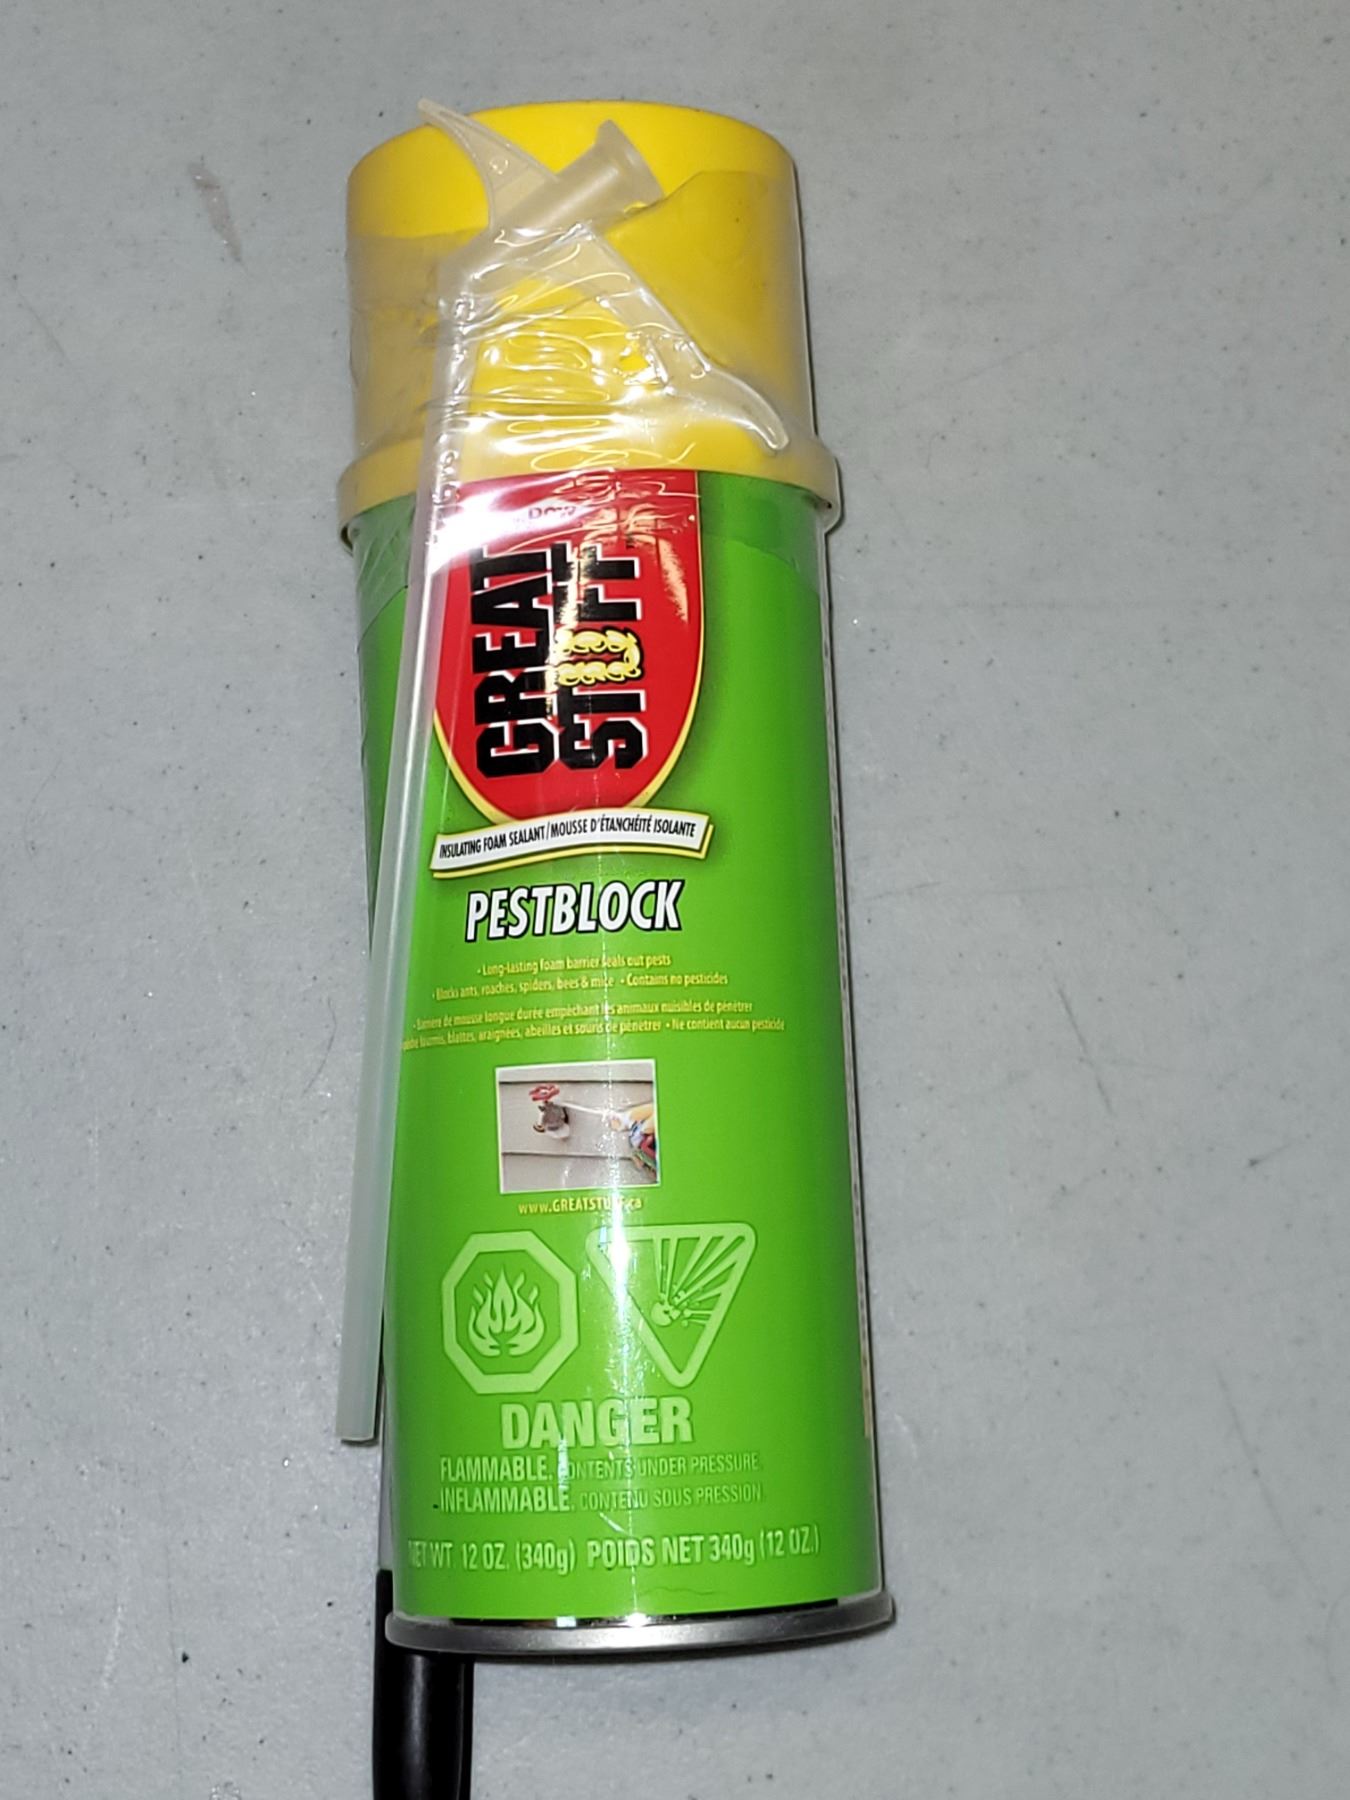 Dow
GREAT
STUFF
INSULATING FOAM SEALANT/MOUSSE D'ÉTANCHÉITÉ ISOLANTE
PESTBLOCK
• Long-lasting foam barrier seals out pests
• Blocks ants, roaches, spiders, bees & mice • Contains no pesticides
• Barrière de mousse longue durée empêchant les animaux nuisibles de pénétrer
fourmis, blattes, araignées, abeilles et souris de pénétrer • Ne contient aucun pesticide
www.GREATSTUFF.ca
DANGER
FLAMMABLE. CONTENTS UNDER PRESSURE.
INFLAMMABLE. CONTENU SOUS PRESSION.
NET WT 12 OZ. (340g) POIDS NET 340g (12 OZ.)